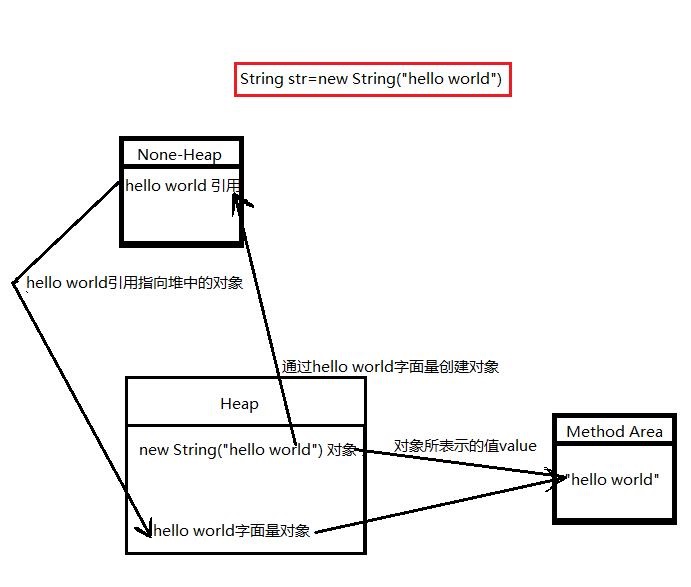 String str=new String("hello world")
None-Heap
hello world 引用
hello world引用指向堆中的对象
通过hello world字面量创建对象
Heap
new String("hello world") 对象
对象所表示的值value
Method Area
"hello world"
hello world字面量对象